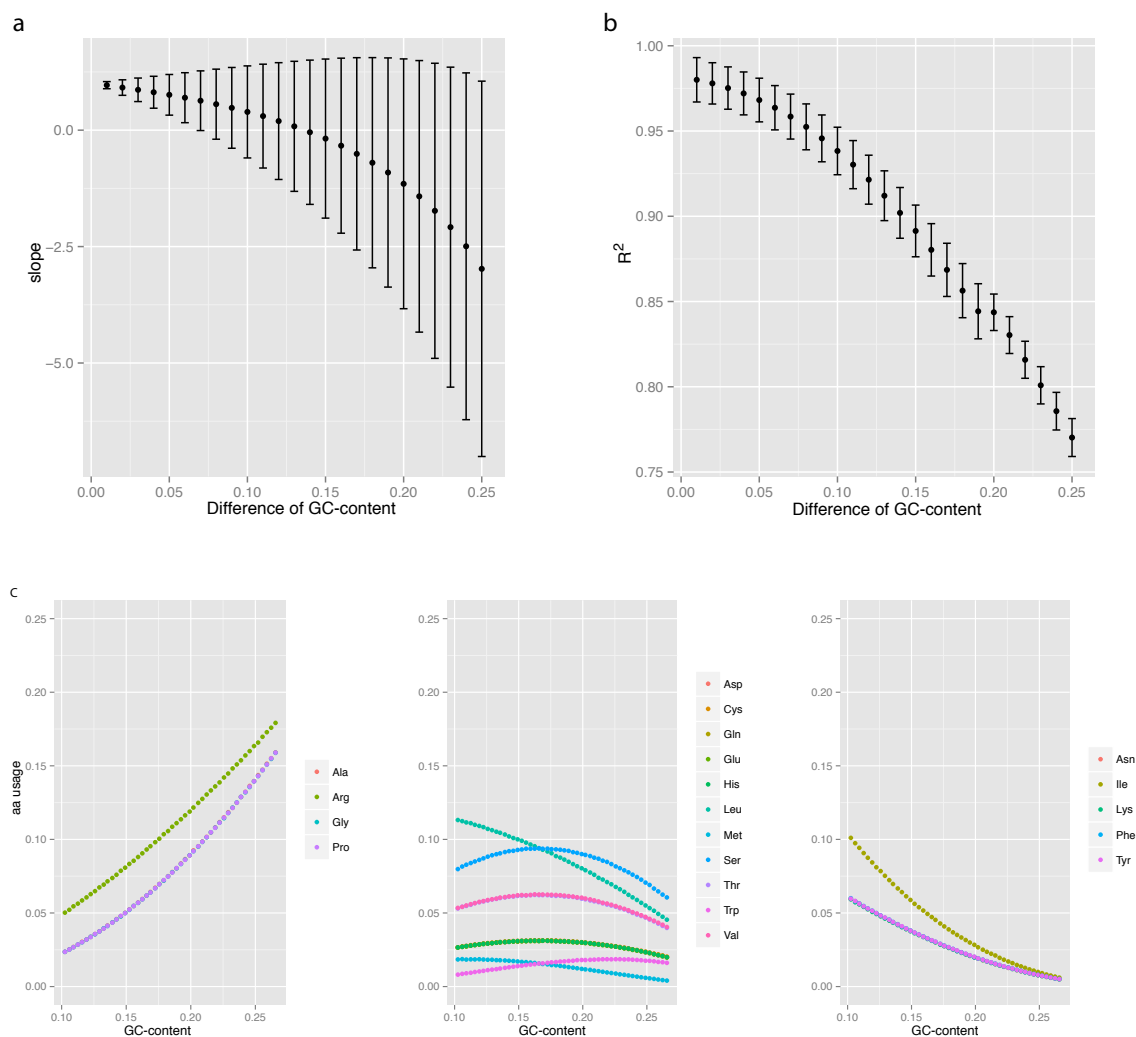 a
0.0
−2.5
−5.0
slope
0.00 0.05 0.10 0.15 0.20 0.25
Difference of GC-content
b
1.00
0.95
0.90
0.85
0.80
0.75
R2
0.00 0.05 0.10 0.15 0.20 0.25
Difference of GC-content
c
0.25
0.20
0.15
0.10
0.05
0.00
aa usage
0.10 0.15 0.20 0.25
GC-content
Ala
Arg
Gly
Pro
0.25
0.20
0.15
0.10
0.05
0.00
0.10 0.15 0.20 0.25
GC-content
Asp
Cys
Gln
Glu
His
Leu
Met
Ser
Thr
Trp
Val
0.25
0.20
0.15
0.10
0.05
0.00
0.10 0.15 0.20 0.25
GC-content
Asn
Ile
Lys
Phe
Tyr